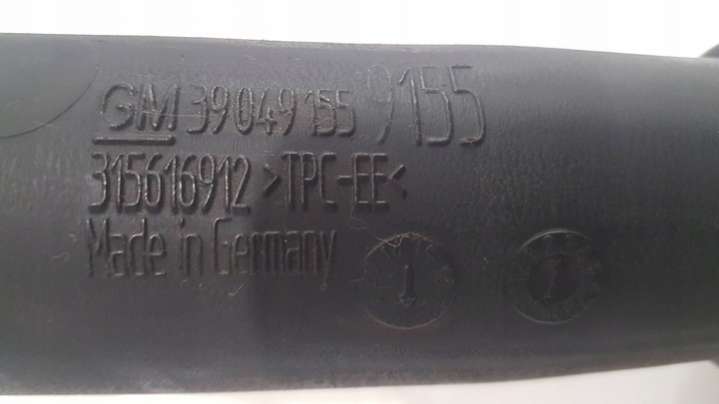 GM 39049155 9155
315616912 >TPC-EE<
Made in Germany